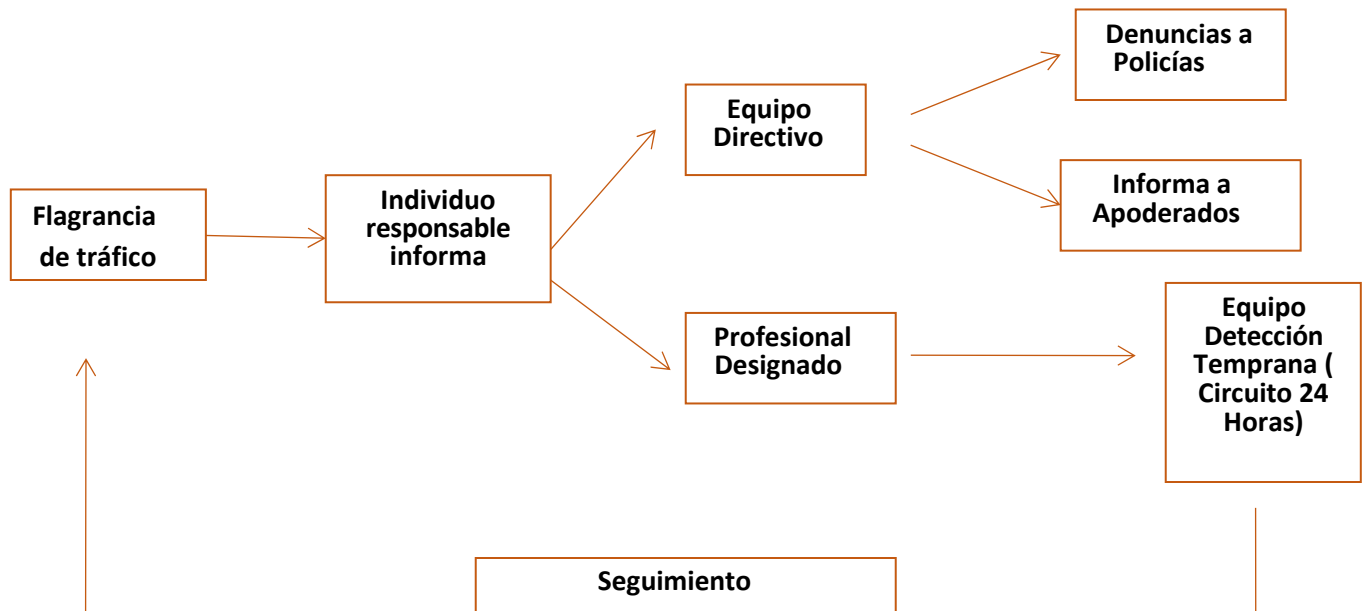 Flagrancia
de tráfico
Individuo
responsable
informa
Equipo
Directivo
Denuncias a
Policías
Informa a
Apoderados
Profesional
Designado
Equipo
Detección
Temprana (
Circuito 24
Horas)
Seguimiento